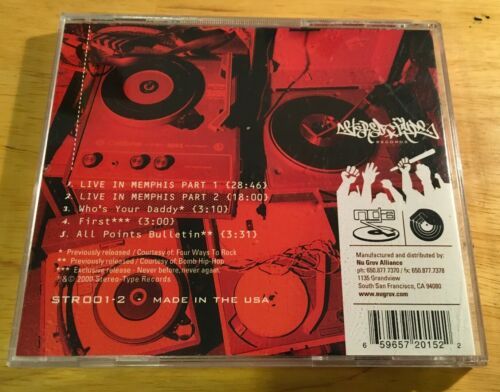 RECORDS
1. LIVE IN MEMPHIS PART 1 (28:46)
2. LIVE IN MEMPHIS PART 2 (18:00)
3. Who's Your Daddy* (3:10)
4. First*** (3:00)
5. All Points Bulletin** (3:31)
* Previously released / Courtesy of: Four Ways To Rock
** Previously released / Courtesy of Bomb Hip-Hop
*** Exclusive release - Never before, never again.
℗ & © 2000 Stereo-Type Records
STR001-2 MADE IN THE USA
nga
Manufactured and distributed by:
Nu Gruv Alliance
ph: 650.877.7370 / fx: 650.877.7378
1135 Grandview
South San Francisco, CA 94080
www.nugruv.com
6 59657 20152 2